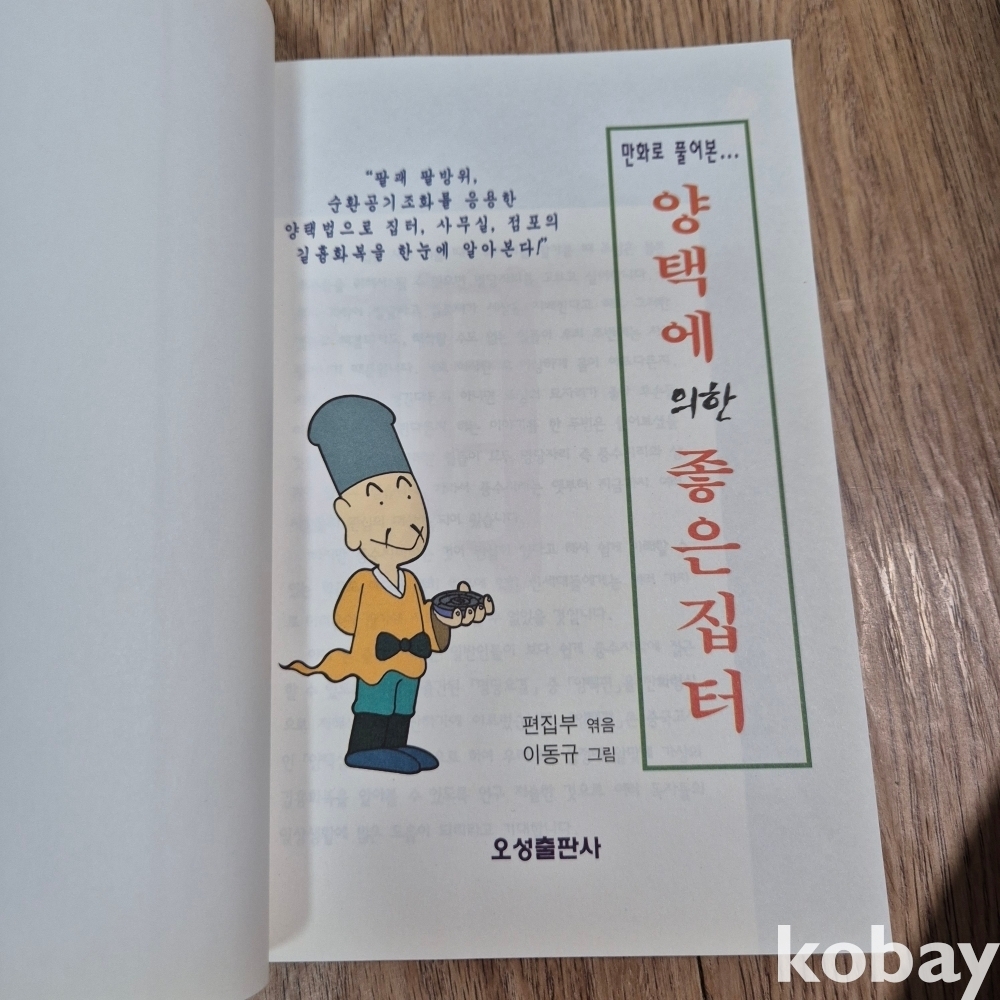 "팔괘 팔방위,
순환공기조화를 응용한
양택법으로 집터, 사무실, 점포의
길흉화복을 한눈에 알아본다!"
만화로 풀어본...
양택에
의한
좋은집터
편집부 엮음
이동규 그림
오성출판사
kobay